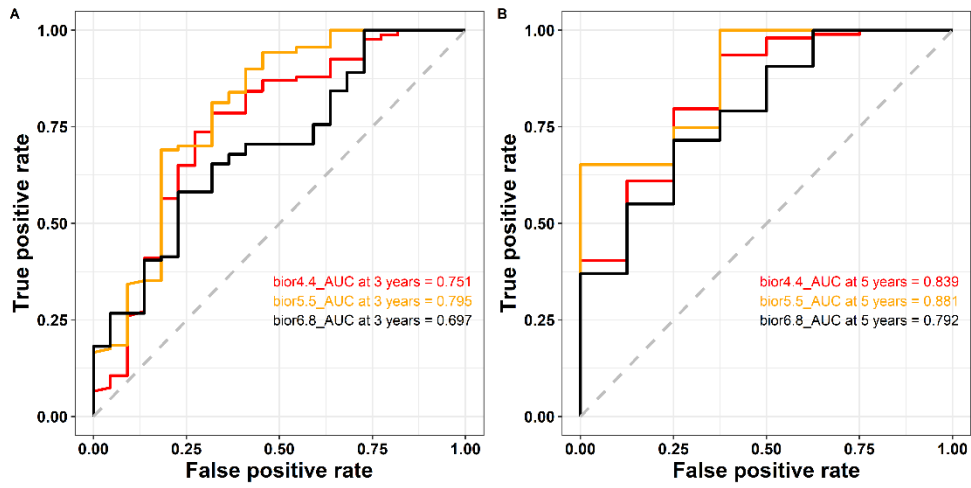 A
True positive rate
1.00
0.75
0.50
0.25
0.00
bior4.4_AUC at 3 years = 0.751
bior5.5_AUC at 3 years = 0.795
bior6.8_AUC at 3 years = 0.697
0.00 0.25 0.50 0.75 1.00
False positive rate
B
True positive rate
1.00
0.75
0.50
0.25
0.00
bior4.4_AUC at 5 years = 0.839
bior5.5_AUC at 5 years = 0.881
bior6.8_AUC at 5 years = 0.792
0.00 0.25 0.50 0.75 1.00
False positive rate